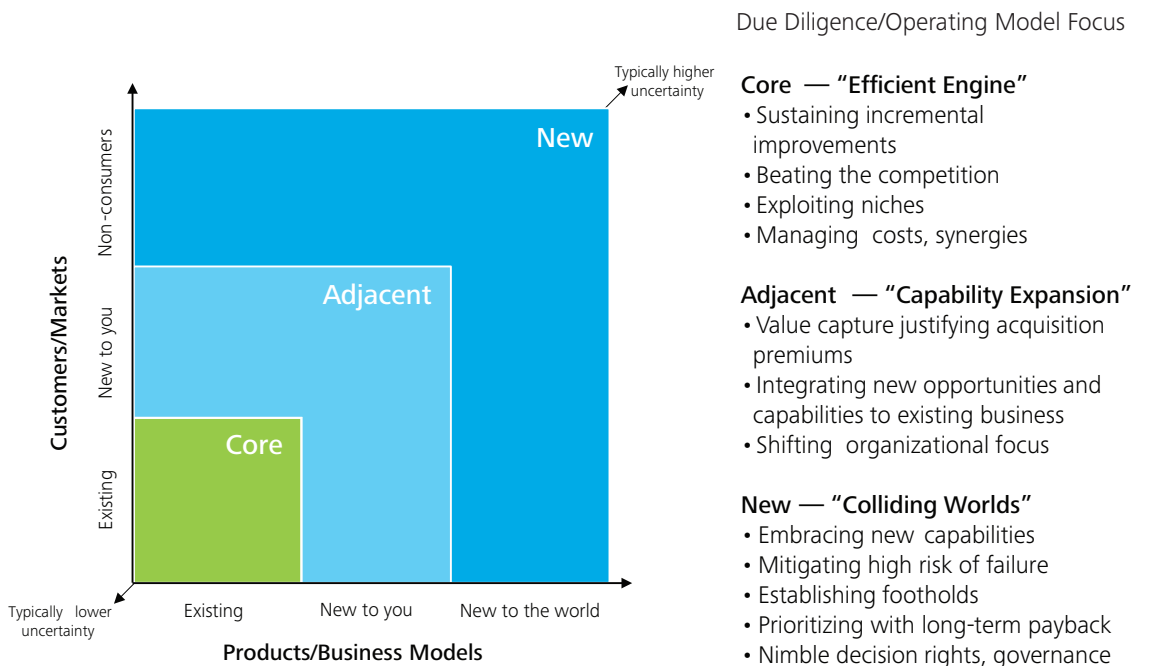 Due Diligence/Operating Model Focus
Typically higher
uncertainty
New
Adjacent
Core
Customers/Markets
Non-consumers
New to you
Existing
Typically lower
uncertainty
Existing
New to you
New to the world
Products/Business Models
Core — “Efficient Engine”
• Sustaining incremental
improvements
• Beating the competition
• Exploiting niches
• Managing costs, synergies
Adjacent — “Capability Expansion”
• Value capture justifying acquisition
premiums
• Integrating new opportunities and
capabilities to existing business
• Shifting organizational focus
New — “Colliding Worlds”
• Embracing new capabilities
• Mitigating high risk of failure
• Establishing footholds
• Prioritizing with long-term payback
• Nimble decision rights, governance